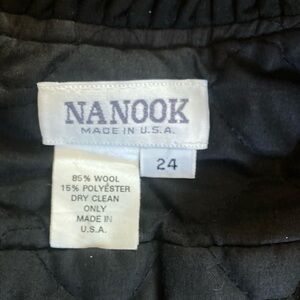 NANOOK
MADE IN U.S.A.
24
85% WOOL
15% POLYESTER
DRY CLEAN
ONLY
MADE IN
U.S.A.